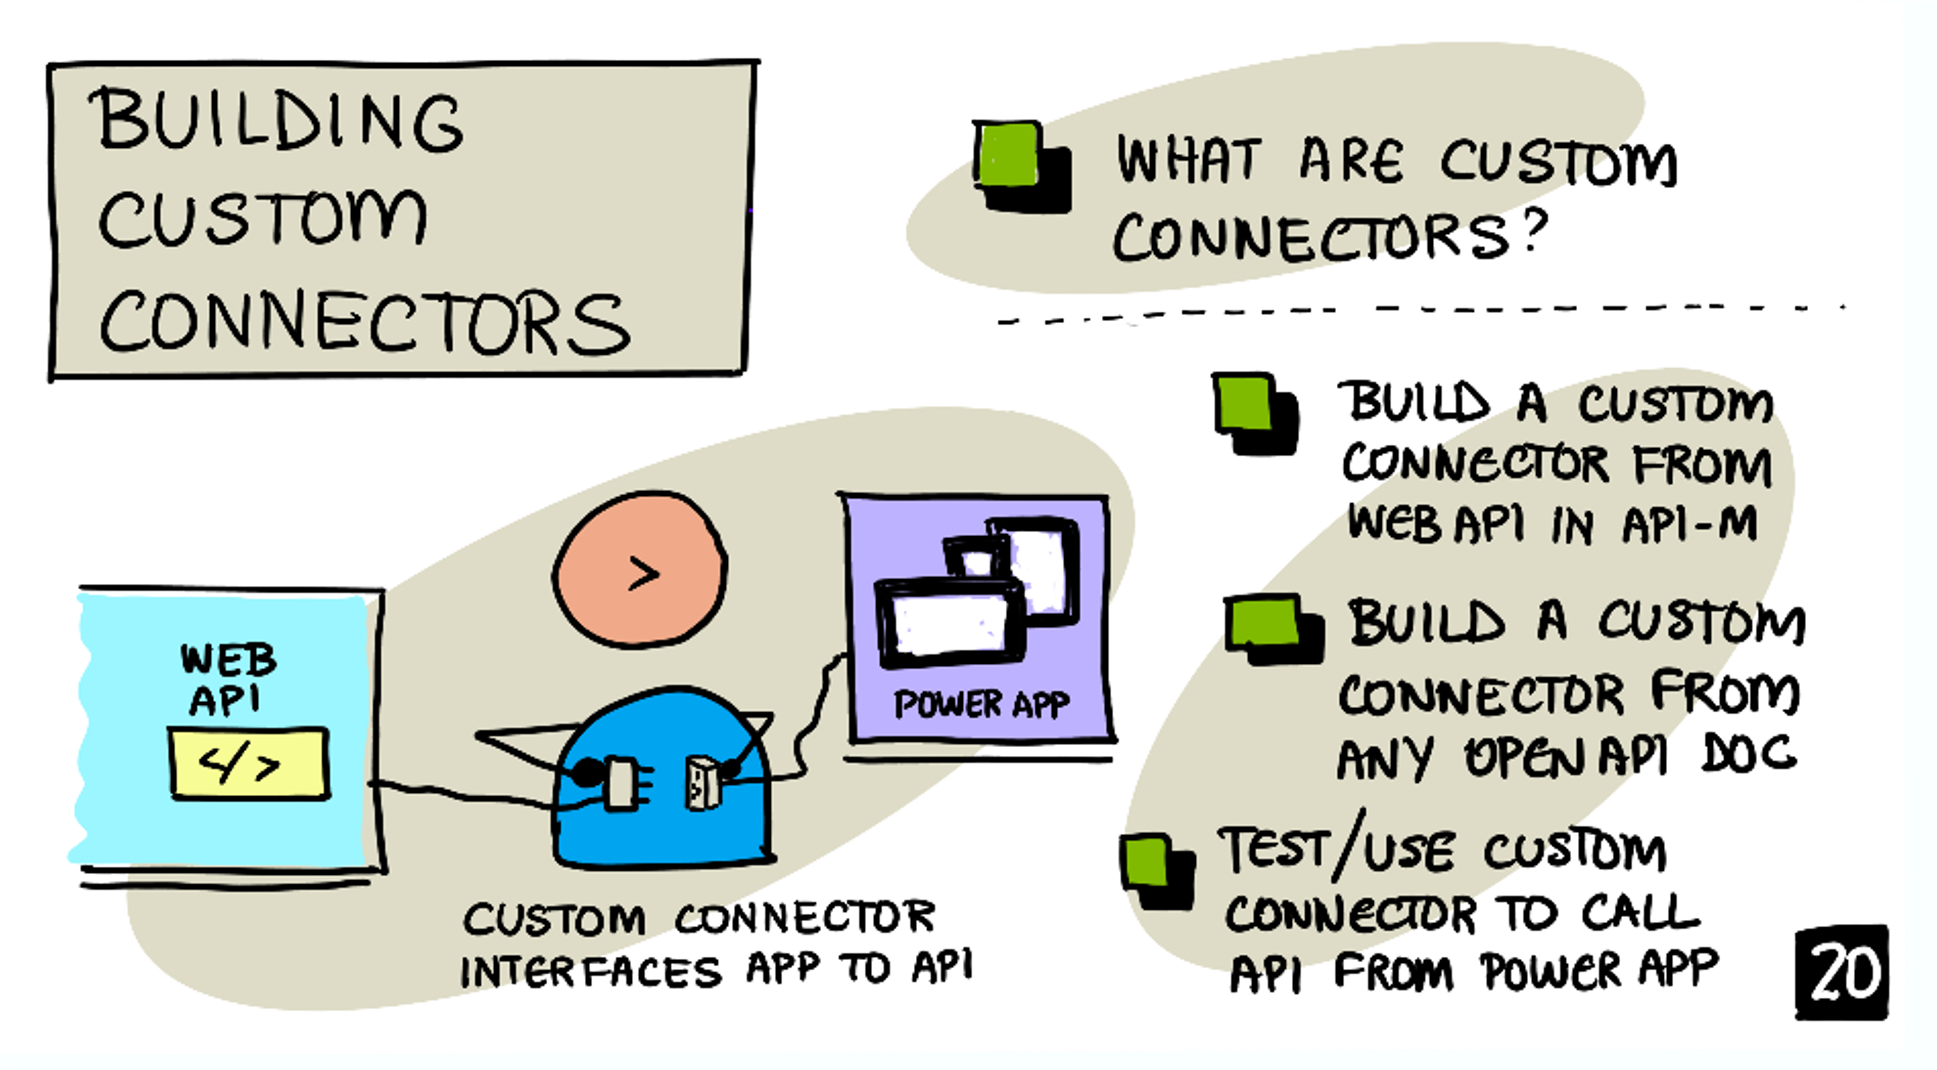 BUILDING
CUSTOM
CONNECTORS
WHAT ARE CUSTOM
CONNECTORS?
BUILD A CUSTOM
CONNECTOR FROM
WEB API IN API-M
BUILD A CUSTOM
CONNECTOR FROM
ANY OPENAPI DOC
TEST/USE CUSTOM
CONNECTOR TO CALL
API FROM POWER APP
WEB
API
</>
>
POWER APP
CUSTOM CONNECTOR
INTERFACES APP TO API
20